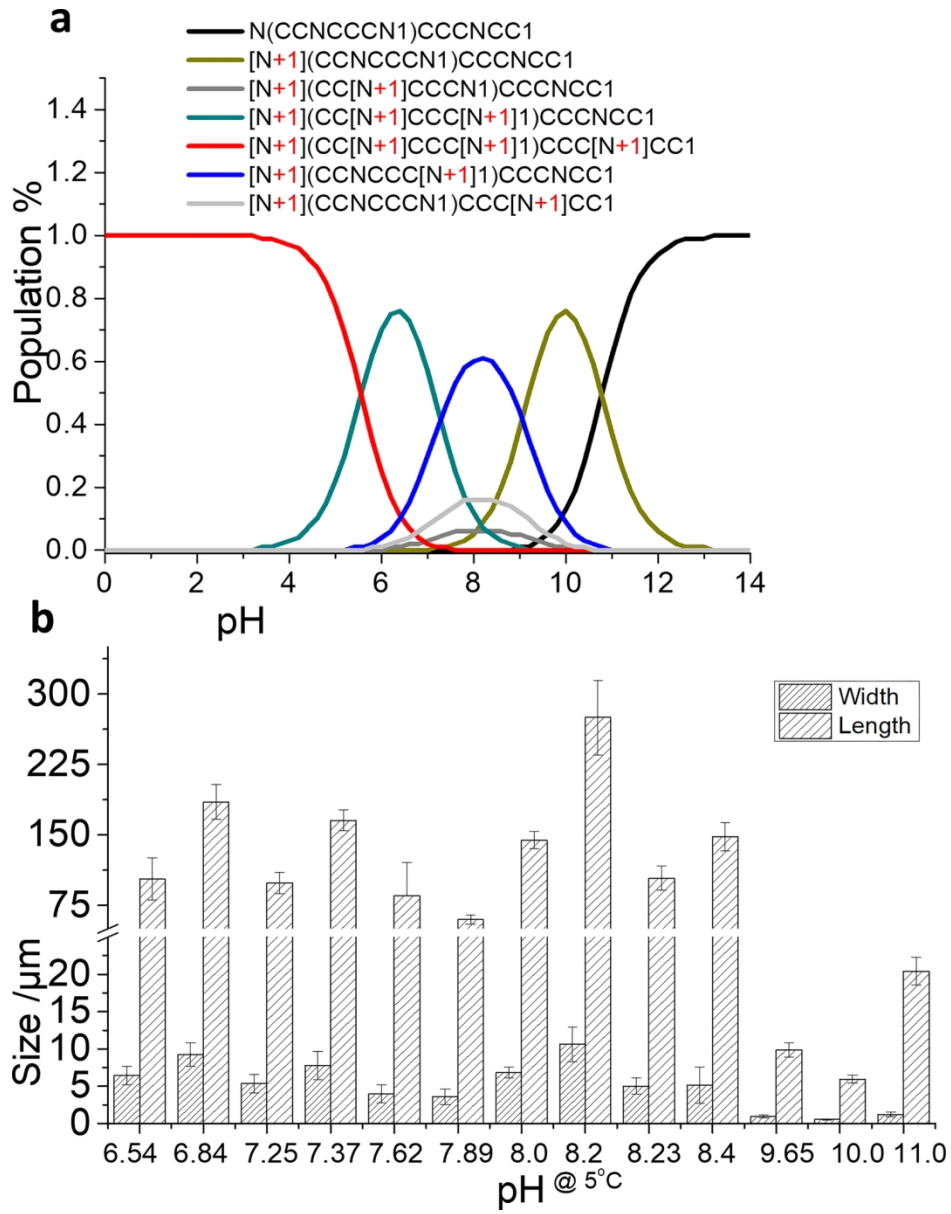 a
N(CCNCCCN1)CCCNCC1
[N+1](CCNCCCN1)CCCNCC1
[N+1](CC[N+1]CCCN1)CCCNCC1
[N+1](CC[N+1]CCC[N+1]1)CCCNCC1
[N+1](CC[N+1]CCC[N+1]1)CCC[N+1]CC1
[N+1](CCNCCC[N+1]1)CCCNCC1
[N+1](CCNCCCN1)CCC[N+1]CC1
1.4
1.2
1.0
0.8
0.6
0.4
0.2
0.0
Population %
0 2 4 6 8 10 12 14
pH
b
Width
Length
300
225
150
75
20
15
10
5
0
Size /µm
6.54 6.84 7.25 7.37 7.62 7.89 8.0 8.2 8.23 8.4 9.65 10.0 11.0
pH @ 5°C